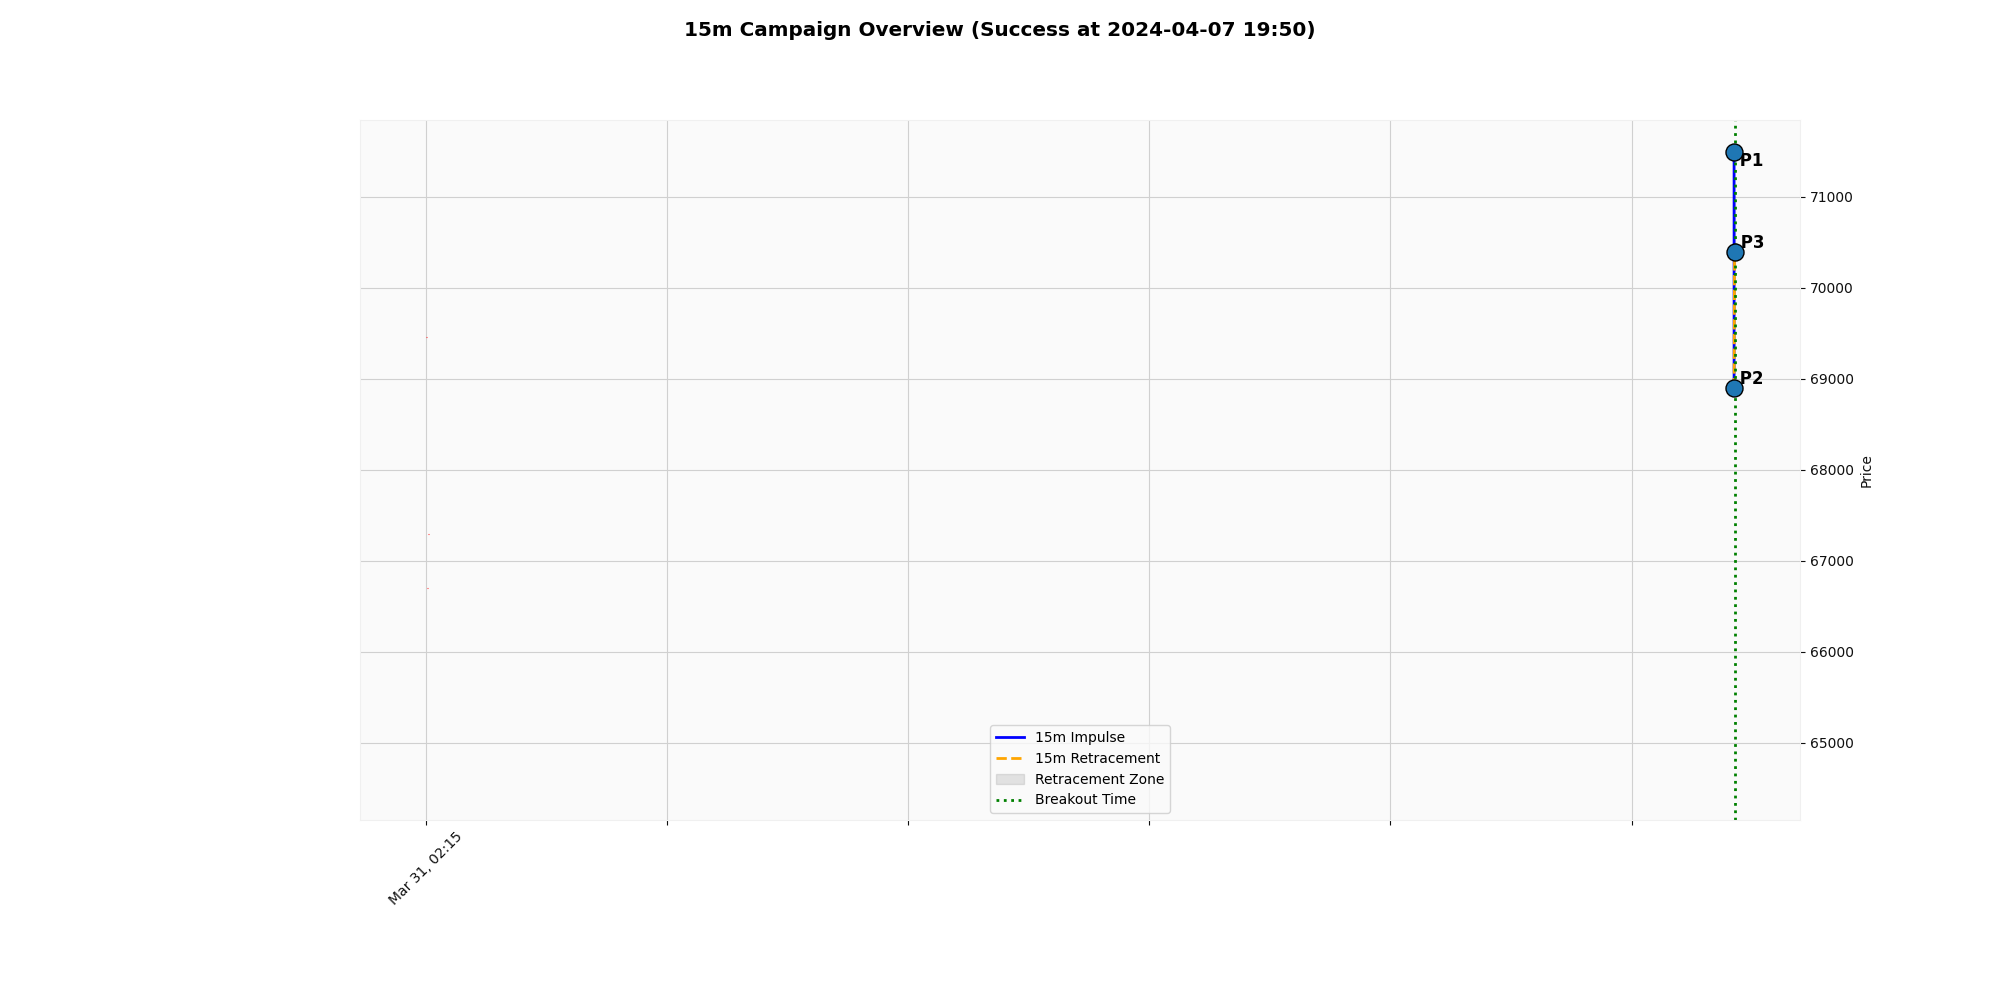 15m Campaign Overview (Success at 2024-04-07 19:50)
P1
71000
P3
70000
P2
69000
68000
Price
67000
66000
65000
15m Impulse
15m Retracement
Retracement Zone
Breakout Time
Mar 31, 02:15